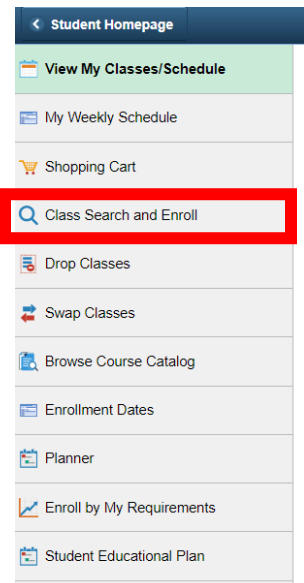 Student Homepage
View My Classes/Schedule
My Weekly Schedule
Shopping Cart
Class Search and Enroll
Drop Classes
Swap Classes
Browse Course Catalog
Enrollment Dates
Planner
Enroll by My Requirements
Student Educational Plan